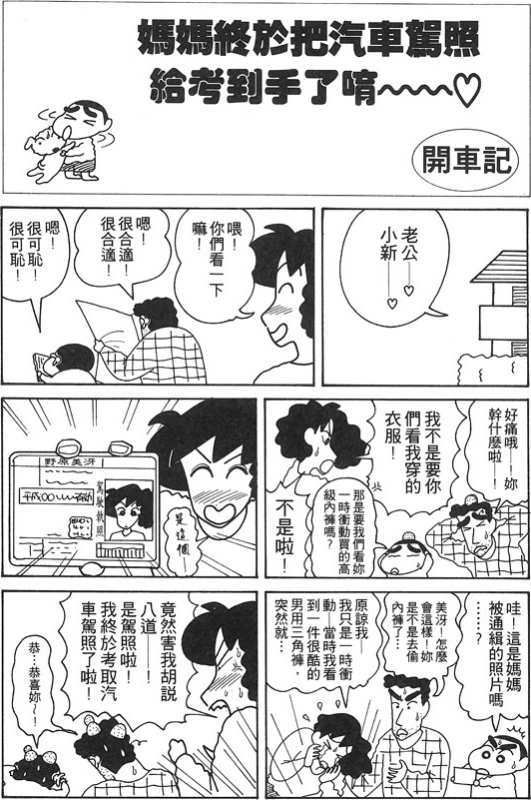 媽媽終於把汽車駕照
給考到手了唷~~~~♡
開車記
老公——♡
小新——♡
喂！
你們看一下
嘛！
嗯！
很合適！
很合適！
嗯！
很可恥！
很可恥！
好痛哦——妳
幹什麼啦！
我不是要你
們看我穿的
衣服！
那是要我們看妳
一時衝動買的高
級內褲嗎？
不是啦！
是這個——
野原美冴
平成00
駕駛執照
哇！這是媽媽
被通緝的照片嗎
……？
美冴！怎麼
會這樣！妳
是不是去偷
內褲了…
原諒我——
我只是一時衝
動！當時我看
到一件很酷的
男用三角褲，
突然就…
竟然害我胡說
八道——
是駕照啦！
我終於考取汽
車駕照了啦！
恭…恭喜妳～！